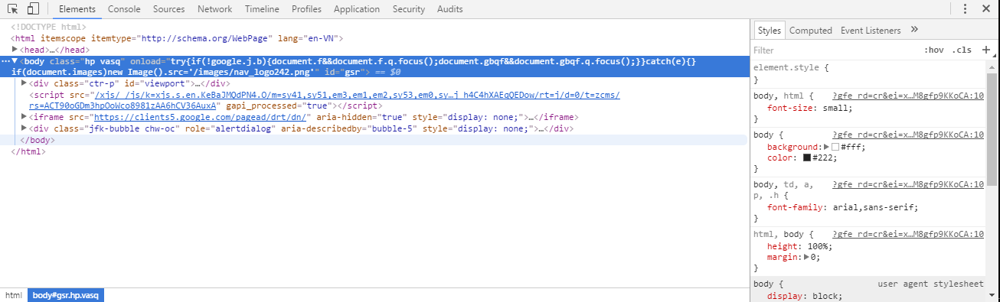 Elements Console Sources Network Timeline Profiles Application Security Audits
<!DOCTYPE html>
<html itemscope itemtype="http://schema.org/WebPage" lang="en-VN">
<head>…</head>
<body class="hp vasq" onload="try{if(!google.j.b){document.f&&document.f.q.focus();document.gbqf&&document.gbqf.q.focus();}}catch(e){}
if(document.images)new Image().src='/images/nav_logo242.png'" id="gsr"> == $0
<div class="ctr-p" id="viewport">…</div>
<script src="/xjs/_/js/k=xjs.s.en.KeBaJMQdPN4.O/m=sy41,sy51,em3,em1,em2,sy53,em0,sy…j_h4C4hXAEqQEDow/rt=j/d=0/t=zcms/
rs=ACT90oGDm3hpOoWco8981zAA6hCV36AuxA" gapi_processed="true"></script>
<iframe src="https://clients5.google.com/pagead/drt/dn/" aria-hidden="true" style="display: none;">…</iframe>
<div class="jfk-bubble chw-oc" role="alertdialog" aria-describedby="bubble-5" style="display: none;">…</div>
</body>
</html>
html body#gsr.hp.vasq
Styles Computed Event Listeners »
Filter :hov .cls +
element.style {
}
body, html { ?gfe_rd=cr&ei=x…M8gfp9KKoCA:10
font-size: small;
}
body { ?gfe_rd=cr&ei=x…M8gfp9KKoCA:10
background: #fff;
color: #222;
}
body, td, a, ?gfe_rd=cr&ei=x…M8gfp9KKoCA:10
p, .h {
font-family: arial,sans-serif;
}
html, body { ?gfe_rd=cr&ei=x…M8gfp9KKoCA:10
height: 100%;
margin: 0;
}
body { user agent stylesheet
display: block;